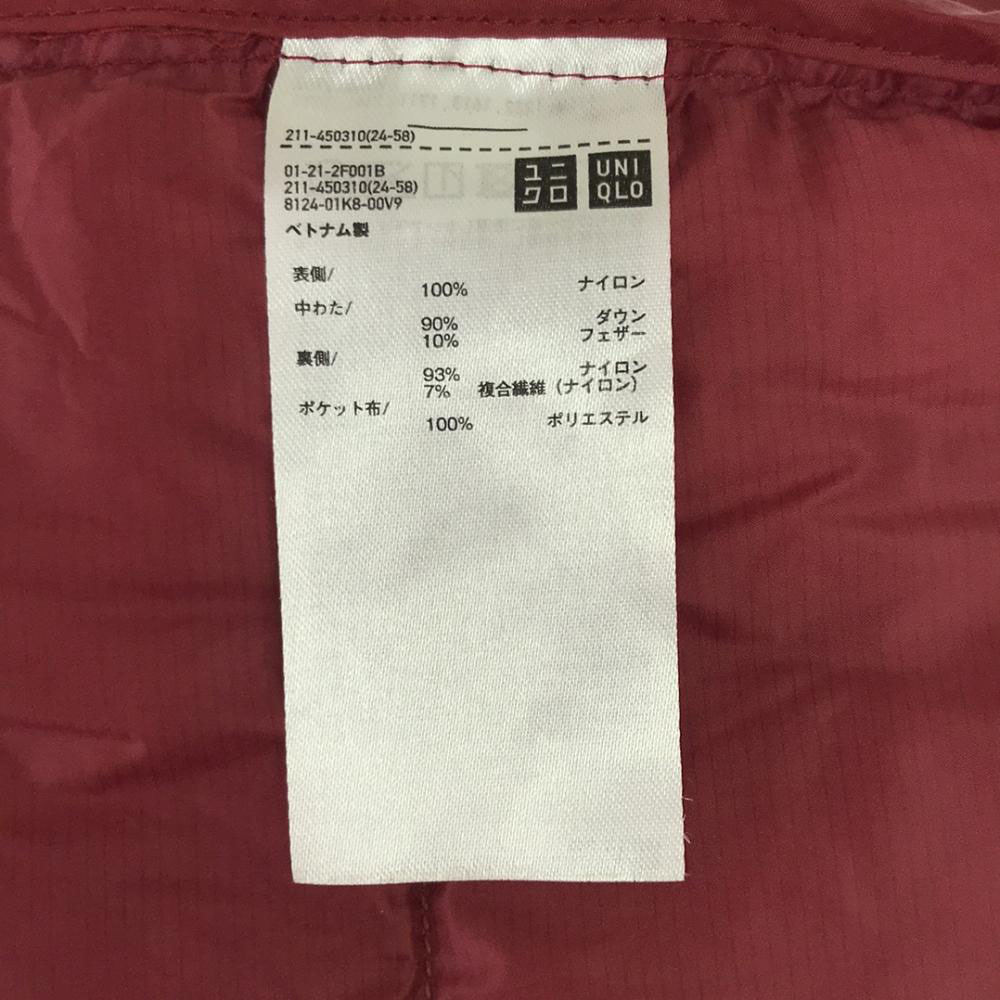 211-450310(24-58)
01-21-2F001B
211-450310(24-58)
8124-01K8-00V9
ユニクロ UNIQLO
ベトナム製
表側/
100% ナイロン
中わた/
90% ダウン
10% フェザー
裏側/
93% ナイロン
7% 複合繊維(ナイロン)
ポケット布/
100% ポリエステル